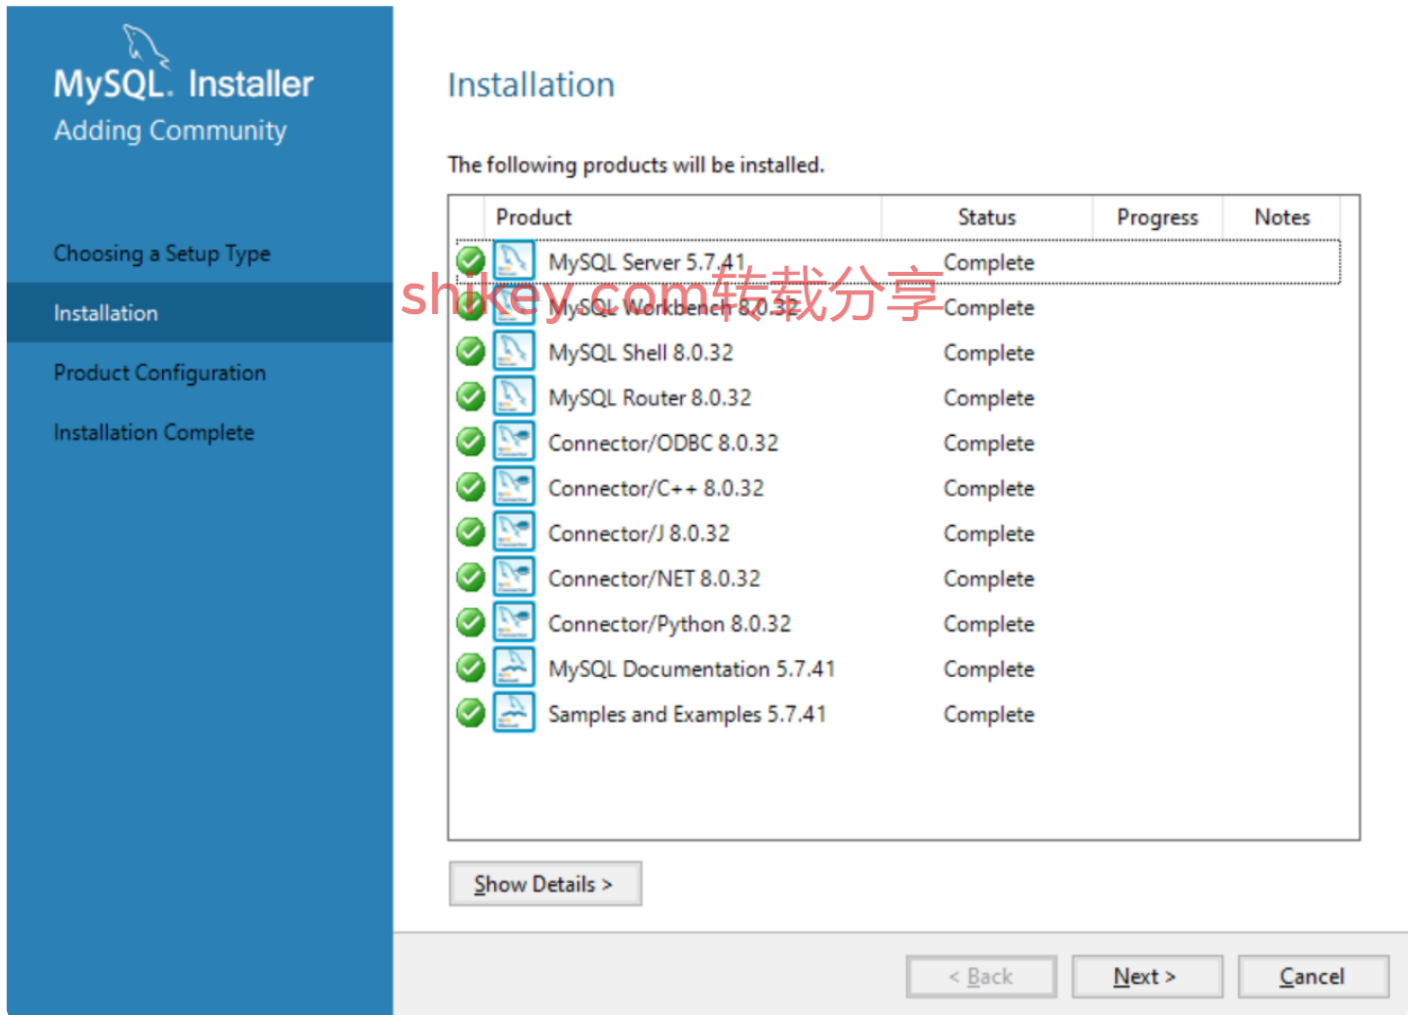 MySQL. Installer
Adding Community
Choosing a Setup Type
Installation
Product Configuration
Installation Complete
Installation
The following products will be installed.
Product Status Progress Notes
MySQL Server 5.7.41 Complete
shikey.com转载分享
MySQL Workbench 8.0.32 Complete
MySQL Shell 8.0.32 Complete
MySQL Router 8.0.32 Complete
Connector/ODBC 8.0.32 Complete
Connector/C++ 8.0.32 Complete
Connector/J 8.0.32 Complete
Connector/NET 8.0.32 Complete
Connector/Python 8.0.32 Complete
MySQL Documentation 5.7.41 Complete
Samples and Examples 5.7.41 Complete
Show Details >
< Back Next > Cancel